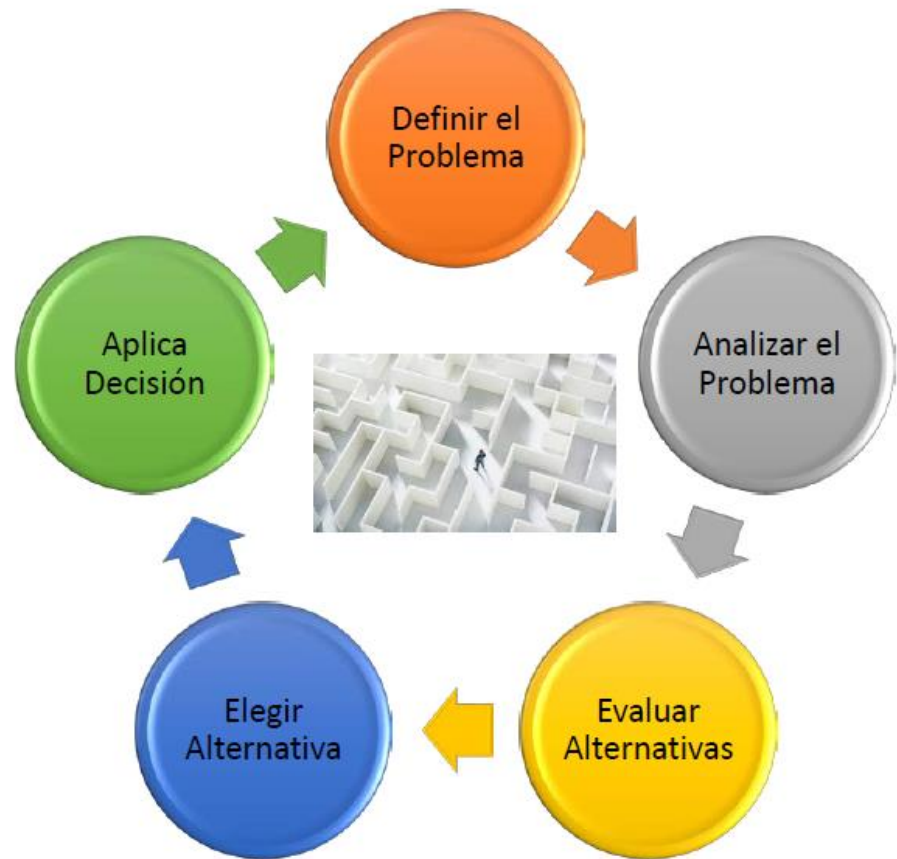 Definir el
Problema
Analizar el
Problema
Evaluar
Alternativas
Elegir
Alternativa
Aplica
Decisión